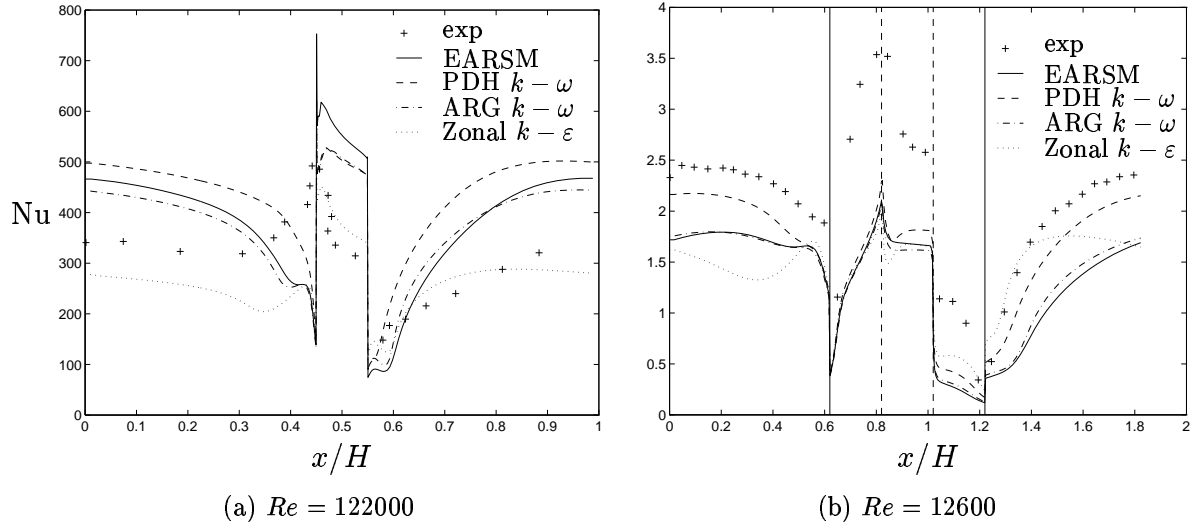 800
700
600
500
400
300
200
100
0
Nu
exp
EARSM
PDH k − ω
ARG k − ω
Zonal k − ε
0 0.1 0.2 0.3 0.4 0.5 0.6 0.7 0.8 0.9 1
x/H
(a) Re = 122000
4
3.5
3
2.5
2
1.5
1
0.5
0
exp
EARSM
PDH k − ω
ARG k − ω
Zonal k − ε
0 0.2 0.4 0.6 0.8 1 1.2 1.4 1.6 1.8 2
x/H
(b) Re = 12600